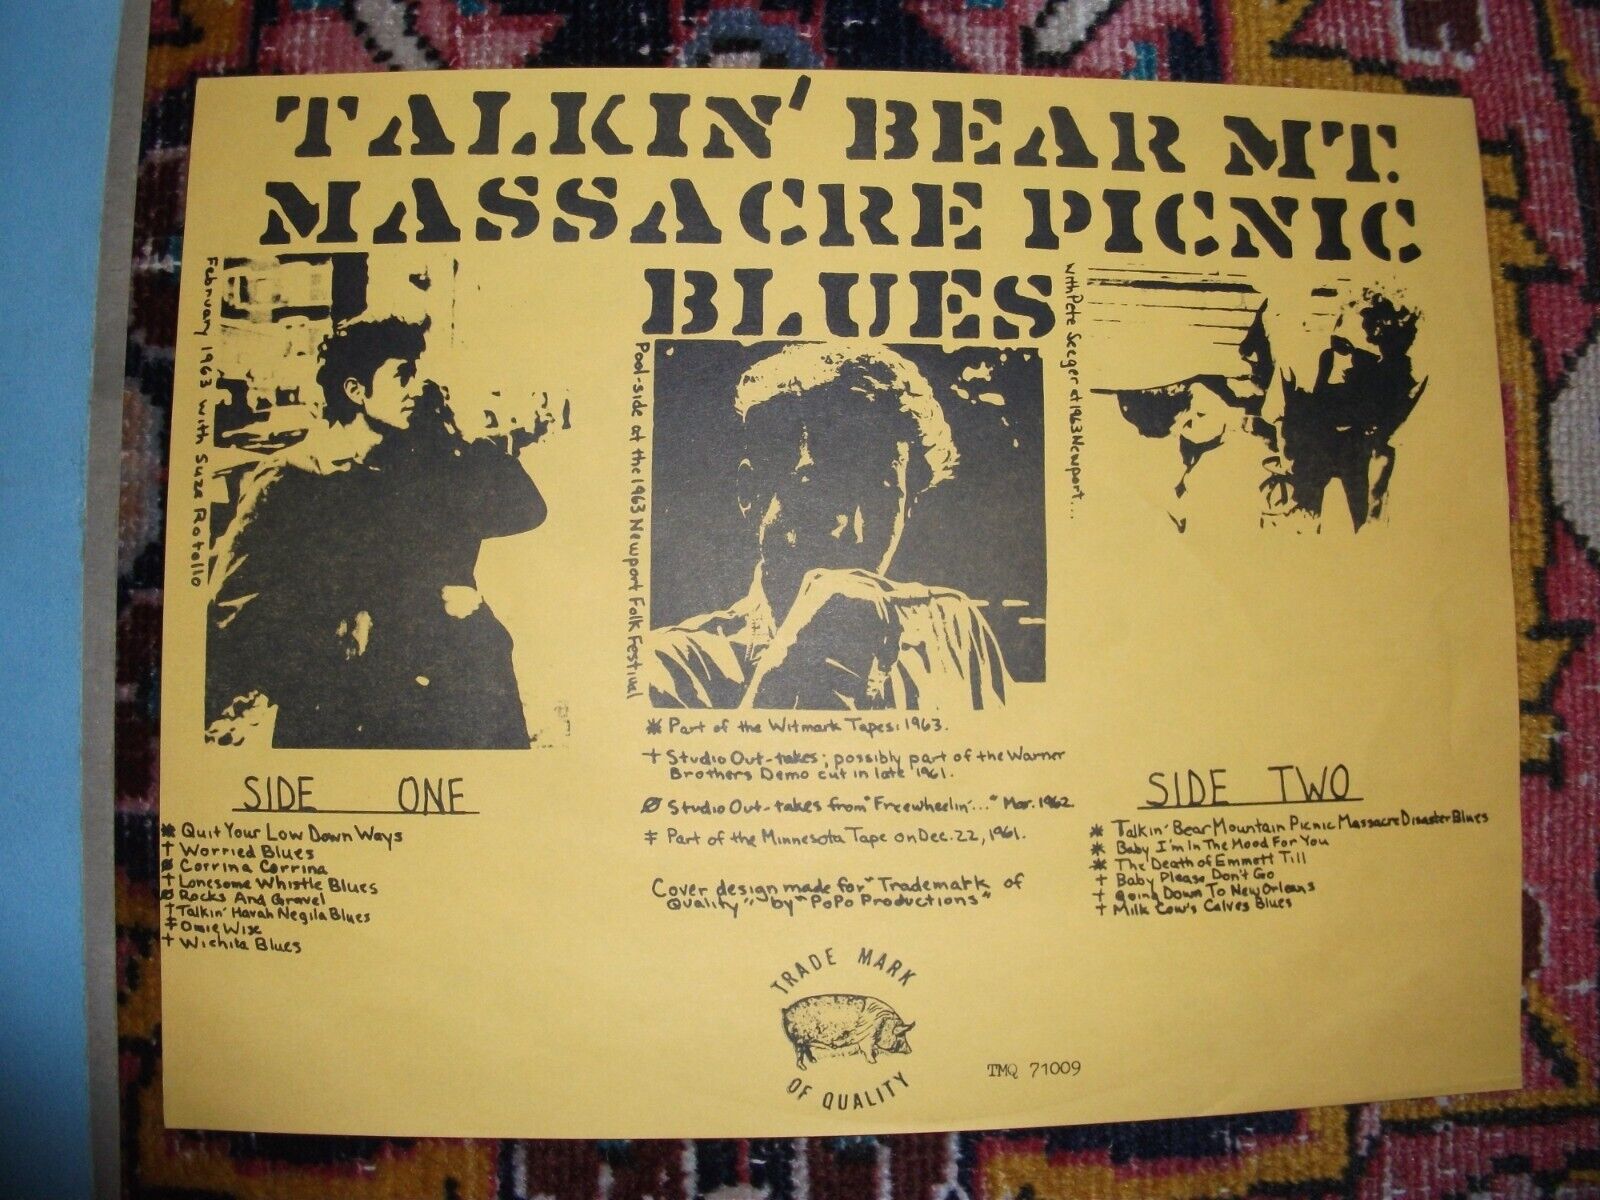 TALKIN' BEAR MT.
MASSACRE PICNIC
BLUES
February 1963 with Suze Rotollo
Pool-side at the 1963 Newport Folk Festival
with Pete Seeger at 1963 Newport....
* Part of the Witmark Tapes: 1963.
† Studio Out-takes; possibly part of the Warner
Brothers Demo cut in late 1961.
Ø Studio Out-takes from "Freewheelin'..." Mar. 1962
‡ Part of the Minnesota Tape on Dec. 22, 1961.
Cover design made for "Trademark of
Quality" by "PoPo Productions"
SIDE ONE
* Quit Your Low Down Ways
† Worried Blues
Ø Corrina Corrina
† Lonesome Whistle Blues
Ø Rocks And Gravel
† Talkin' Havah Negila Blues
‡ Omie Wise
† Wichita Blues
SIDE TWO
* Talkin' Bear Mountain Picnic Massacre Disaster Blues
* Baby I'm In The Mood For You
* The Death of Emmett Till
† Baby Please Don't Go
† Going Down To New Orleans
† Milk Cow's Calves Blues
TRADE MARK
OF QUALITY
TMQ 71009